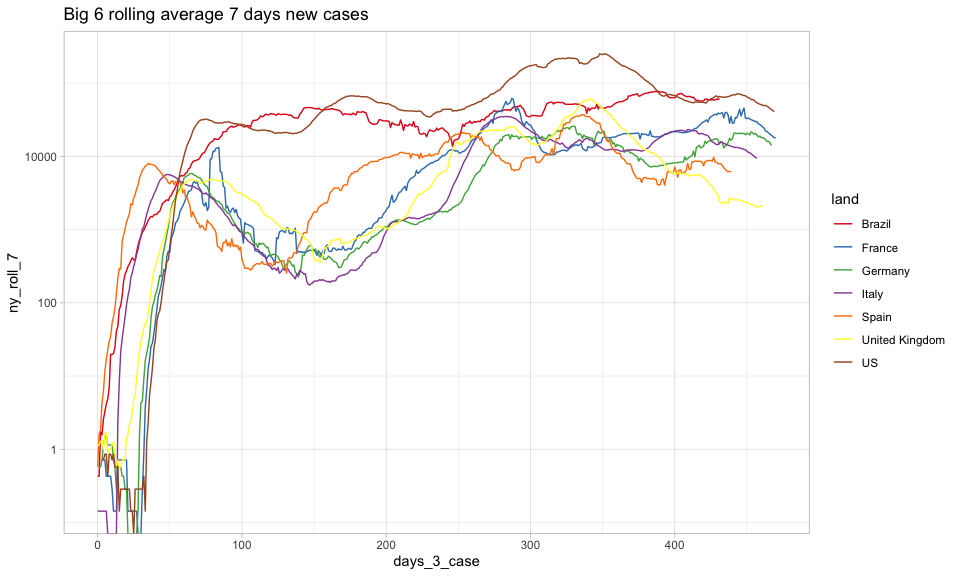 Big 6 rolling average 7 days new cases
ny_roll_7
10000
100
1
0
100
200
300
400
days_3_case
land
Brazil
France
Germany
Italy
Spain
United Kingdom
US